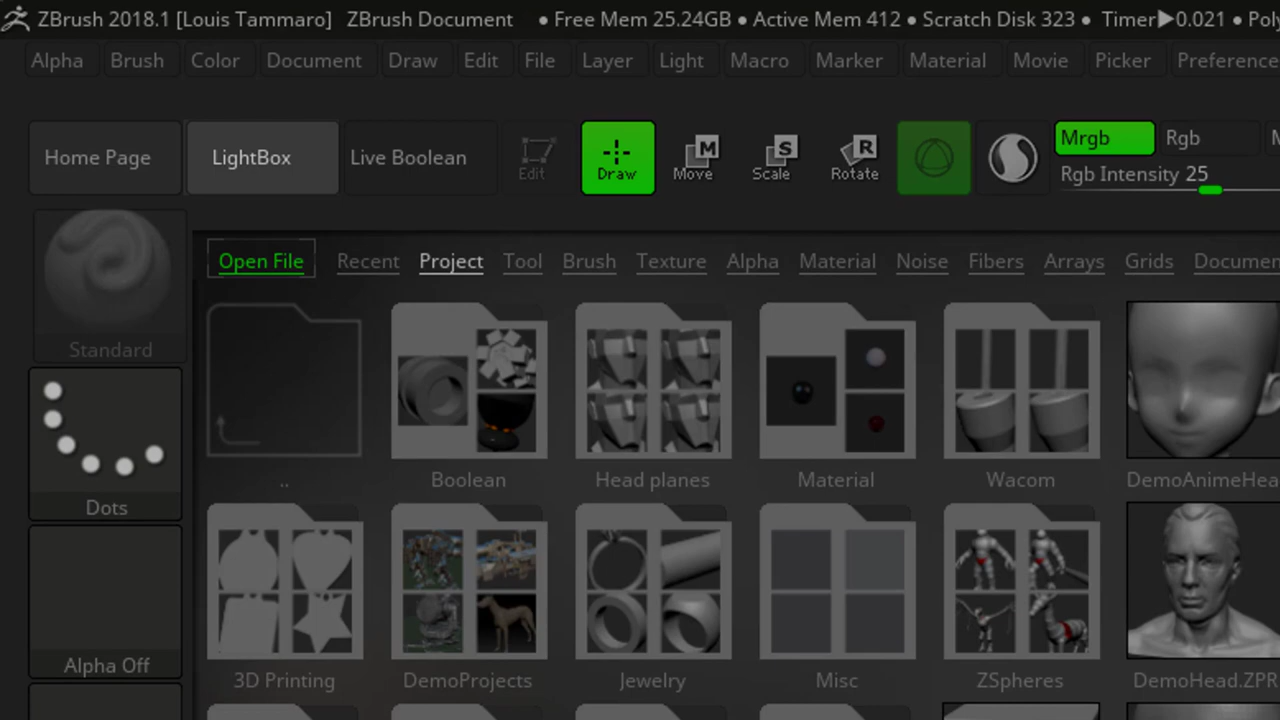 ZBrush 2018.1 [Louis Tammaro] ZBrush Document • Free Mem 25.24GB • Active Mem 412 • Scratch Disk 323 • Timer▶0.021 • Poly
Alpha Brush Color Document Draw Edit File Layer Light Macro Marker Material Movie Picker Preference
Home Page LightBox Live Boolean Edit Draw M Move S Scale R Rotate Mrgb Rgb M
Rgb Intensity 25
Open File Recent Project Tool Brush Texture Alpha Material Noise Fibers Arrays Grids Documen
Standard
.. Boolean Head planes Material Wacom DemoAnimeHea
Dots
Alpha Off
3D Printing DemoProjects Jewelry Misc ZSpheres DemoHead.ZPR